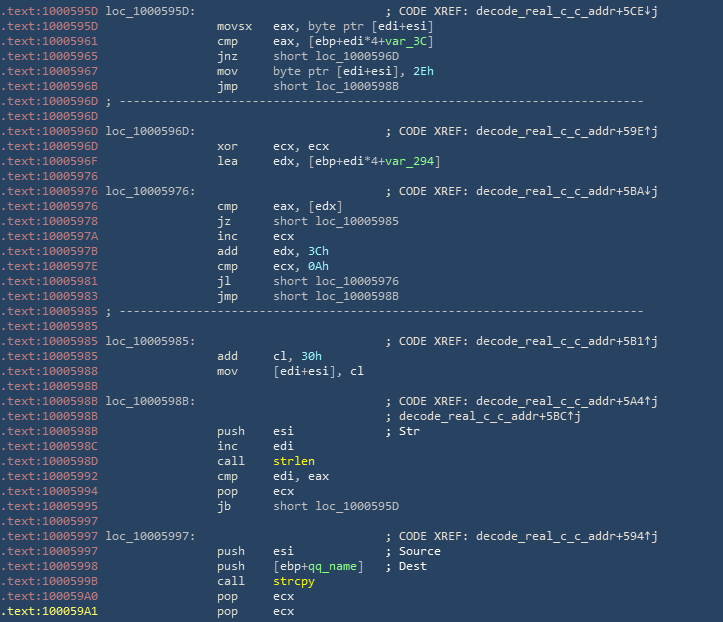 .text:1000595D loc_1000595D:                           ; CODE XREF: decode_real_c_c_addr+5CE↓j
.text:1000595D                 movsx   eax, byte ptr [edi+esi]
.text:10005961                 cmp     eax, [ebp+edi*4+var_3C]
.text:10005965                 jnz     short loc_1000596D
.text:10005967                 mov     byte ptr [edi+esi], 2Eh
.text:1000596B                 jmp     short loc_1000598B
.text:1000596D ; ---------------------------------------------------------------------------
.text:1000596D
.text:1000596D loc_1000596D:                           ; CODE XREF: decode_real_c_c_addr+59E↑j
.text:1000596D                 xor     ecx, ecx
.text:1000596F                 lea     edx, [ebp+edi*4+var_294]
.text:10005976
.text:10005976 loc_10005976:                           ; CODE XREF: decode_real_c_c_addr+5BA↓j
.text:10005976                 cmp     eax, [edx]
.text:10005978                 jz      short loc_10005985
.text:1000597A                 inc     ecx
.text:1000597B                 add     edx, 3Ch
.text:1000597E                 cmp     ecx, 0Ah
.text:10005981                 jl      short loc_10005976
.text:10005983                 jmp     short loc_1000598B
.text:10005985 ; ---------------------------------------------------------------------------
.text:10005985
.text:10005985 loc_10005985:                           ; CODE XREF: decode_real_c_c_addr+5B1↑j
.text:10005985                 add     cl, 30h
.text:10005988                 mov     [edi+esi], cl
.text:1000598B
.text:1000598B loc_1000598B:                           ; CODE XREF: decode_real_c_c_addr+5A4↑j
.text:1000598B                                         ; decode_real_c_c_addr+5BC↑j
.text:1000598B                 push    esi             ; Str
.text:1000598C                 inc     edi
.text:1000598D                 call    strlen
.text:10005992                 cmp     edi, eax
.text:10005994                 pop     ecx
.text:10005995                 jb      short loc_1000595D
.text:10005997
.text:10005997 loc_10005997:                           ; CODE XREF: decode_real_c_c_addr+594↑j
.text:10005997                 push    esi             ; Source
.text:10005998                 push    [ebp+qq_name]   ; Dest
.text:1000599B                 call    strcpy
.text:100059A0                 pop     ecx
.text:100059A1                 pop     ecx